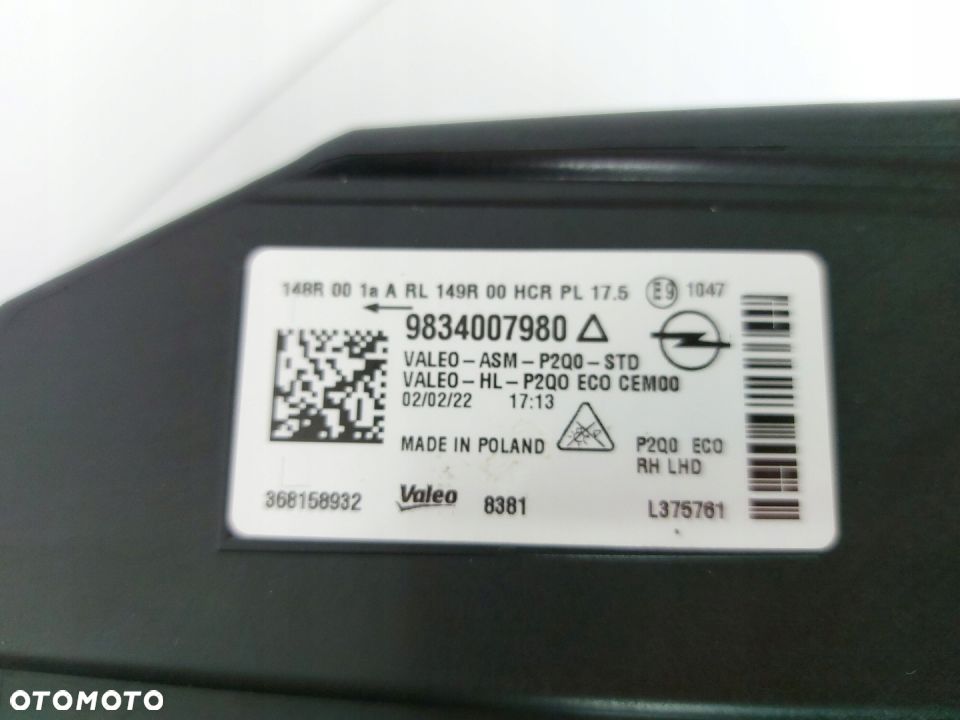 148R 00 1a A RL 149R 00 HCR PL 17.5 E9 1047
9834007980
VALEO-ASM-P2Q0-STD
VALEO-HL-P2QO ECO CEM00
02/02/22 17:13
MADE IN POLAND
P2Q0 ECO
RH LHD
368158932 Valeo 8381 L375761
OTOMOTO